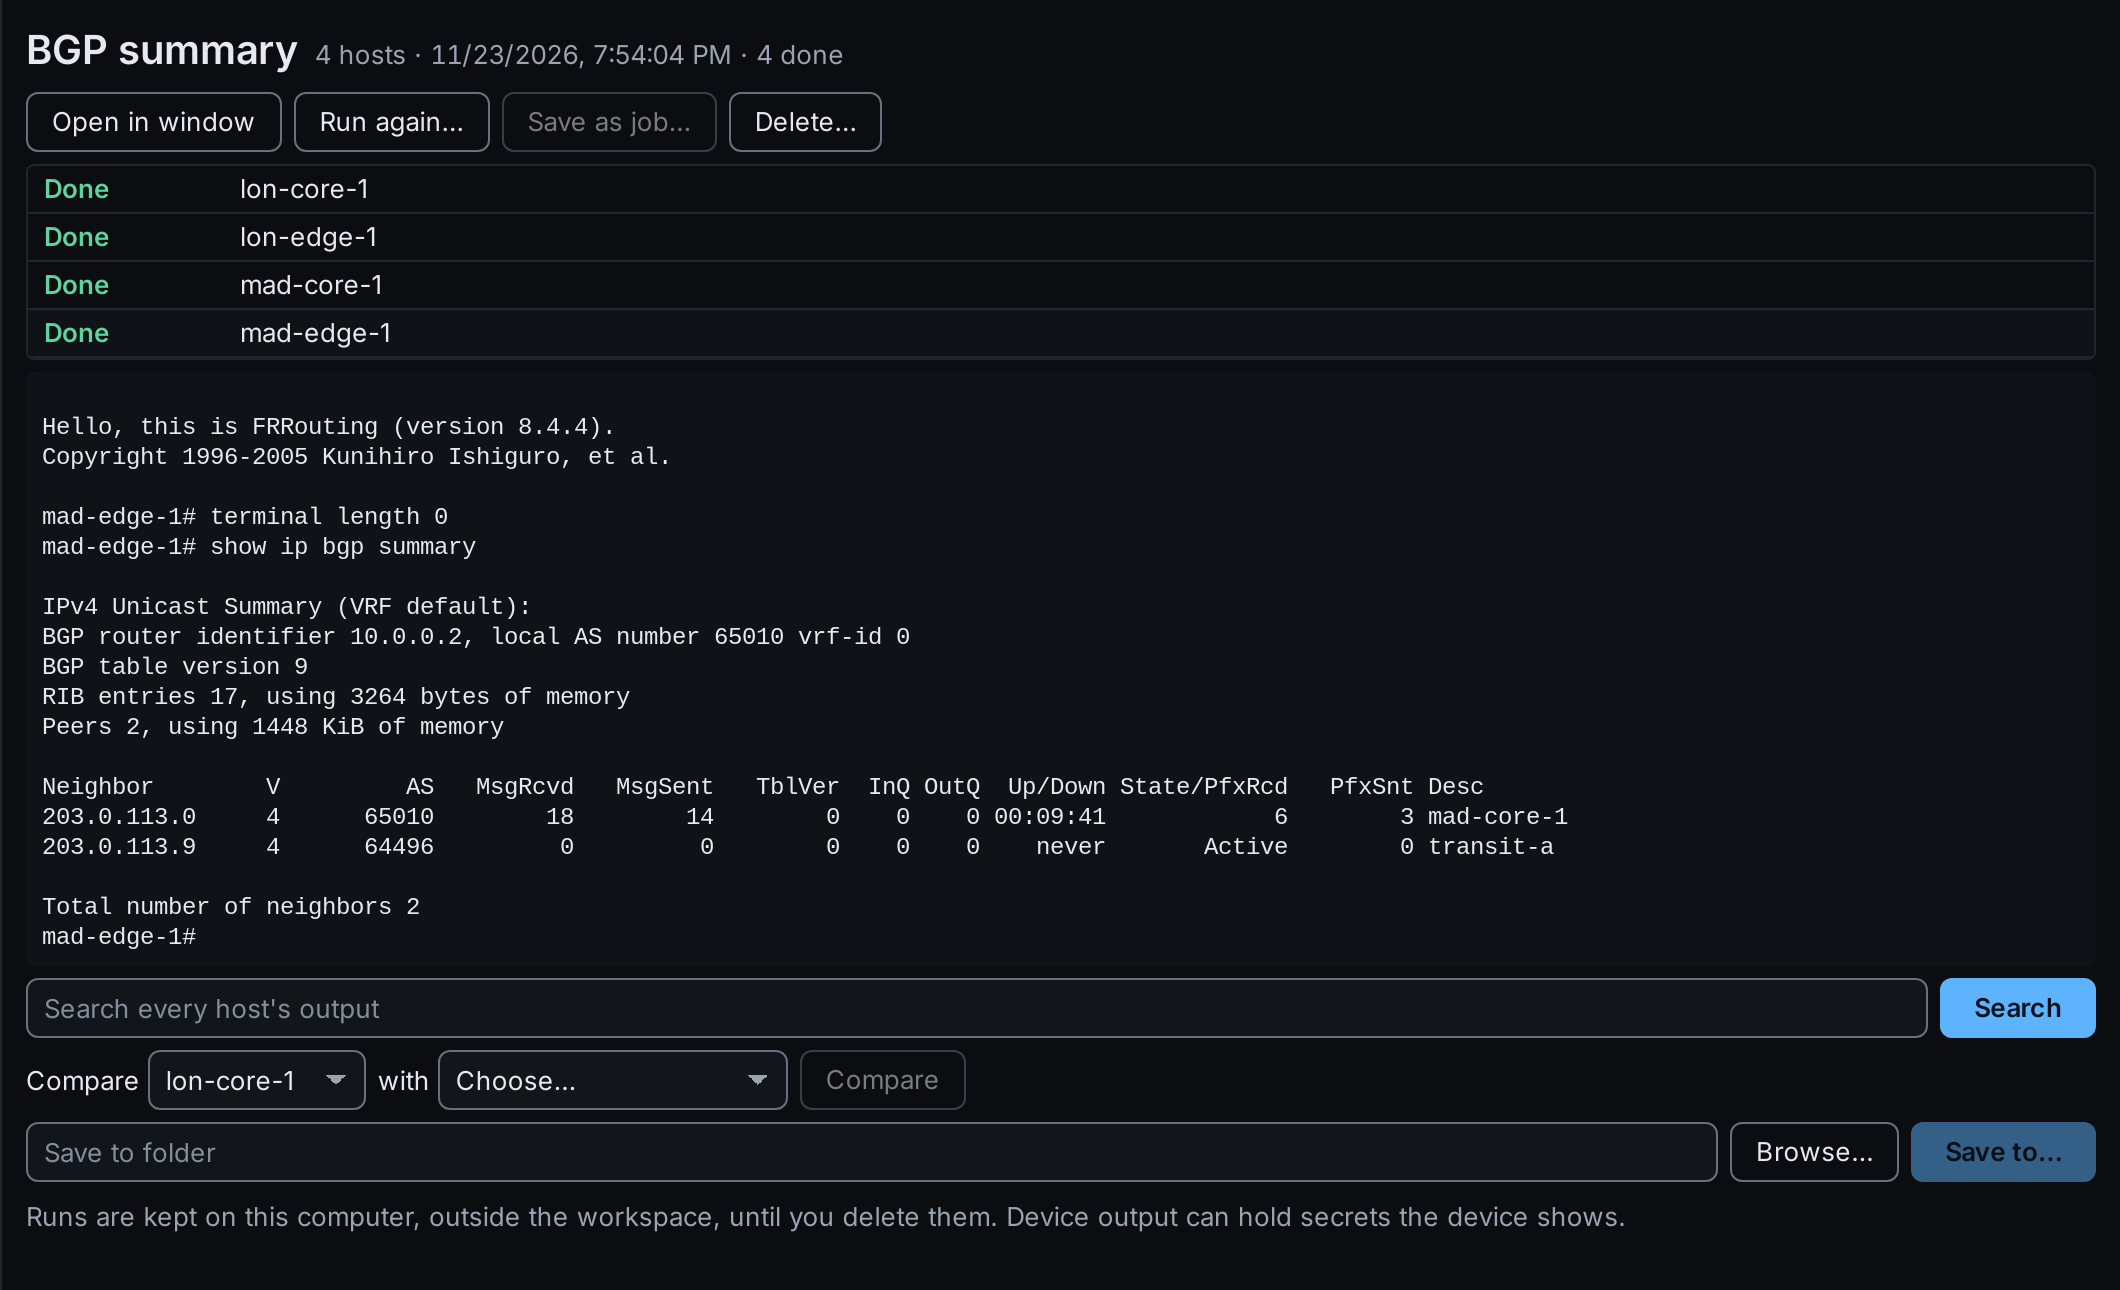 BGP summary 4 hosts · 11/23/2026, 7:54:04 PM · 4 done
Open in window Run again... Save as job... Delete...
Done lon-core-1
Done lon-edge-1
Done mad-core-1
Done mad-edge-1
Hello, this is FRRouting (version 8.4.4).
Copyright 1996-2005 Kunihiro Ishiguro, et al.
mad-edge-1# terminal length 0
mad-edge-1# show ip bgp summary
IPv4 Unicast Summary (VRF default):
BGP router identifier 10.0.0.2, local AS number 65010 vrf-id 0
BGP table version 9
RIB entries 17, using 3264 bytes of memory
Peers 2, using 1448 KiB of memory
Neighbor V AS MsgRcvd MsgSent TblVer InQ OutQ Up/Down State/PfxRcd PfxSnt Desc
203.0.113.0 4 65010 18 14 0 0 0 00:09:41 6 3 mad-core-1
203.0.113.9 4 64496 0 0 0 0 0 never Active 0 transit-a
Total number of neighbors 2
mad-edge-1#
Search every host's output Search
Compare lon-core-1 with Choose... Compare
Save to folder Browse... Save to...
Runs are kept on this computer, outside the workspace, until you delete them. Device output can hold secrets the device shows.